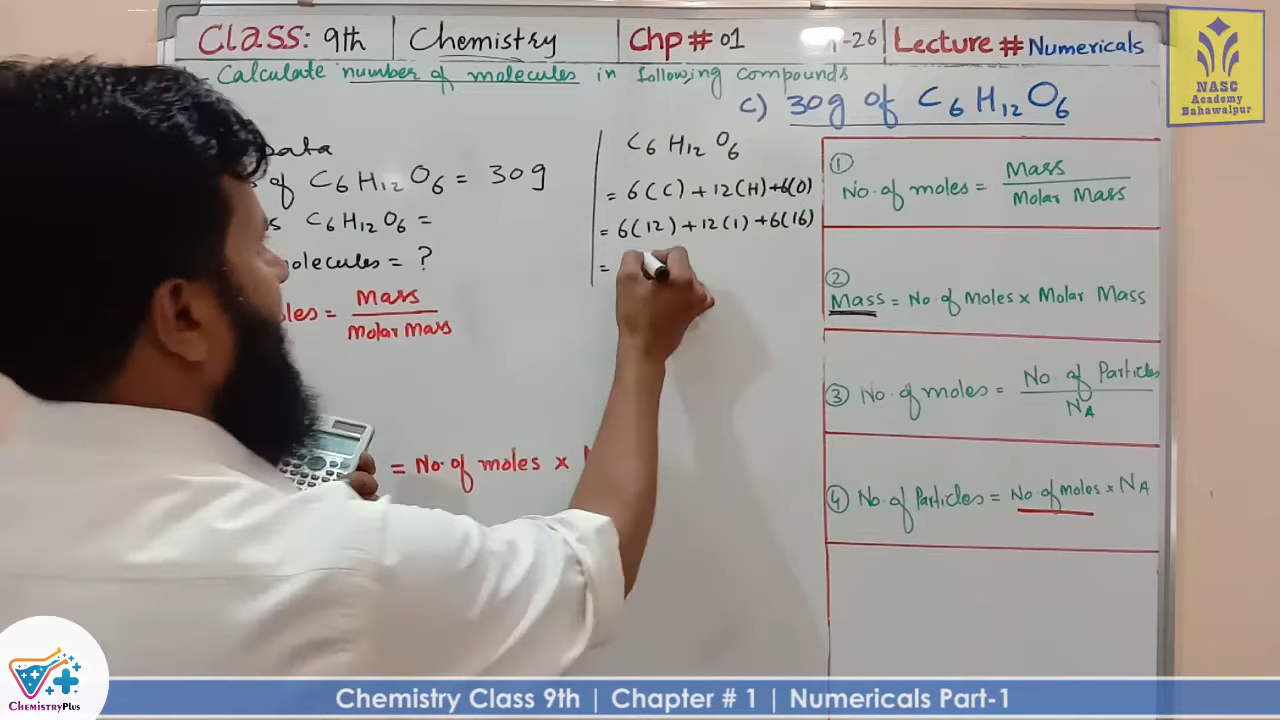 Class: 9th | Chemistry | Chp # 01 -26 | Lecture # Numericals
Calculate number of molecules in following compounds
c) 30g of C₆H₁₂O₆
NASC
Academy
Bahawalpur
Data
of C₆H₁₂O₆ = 30g
C₆H₁₂O₆ =
molecules = ?
= Mass
Molar Mass
= No. of moles ×
C₆H₁₂O₆
= 6(C) + 12(H) + 6(O)
= 6(12) + 12(1) + 6(16)
=
① No. of moles = Mass
Molar Mass
② Mass = No. of Moles × Molar Mass
③ No. of moles = No. of Particles
N_A
④ No. of Particles = No. of Moles × N_A
ChemistryPlus
Chemistry Class 9th | Chapter # 1 | Numericals Part-1